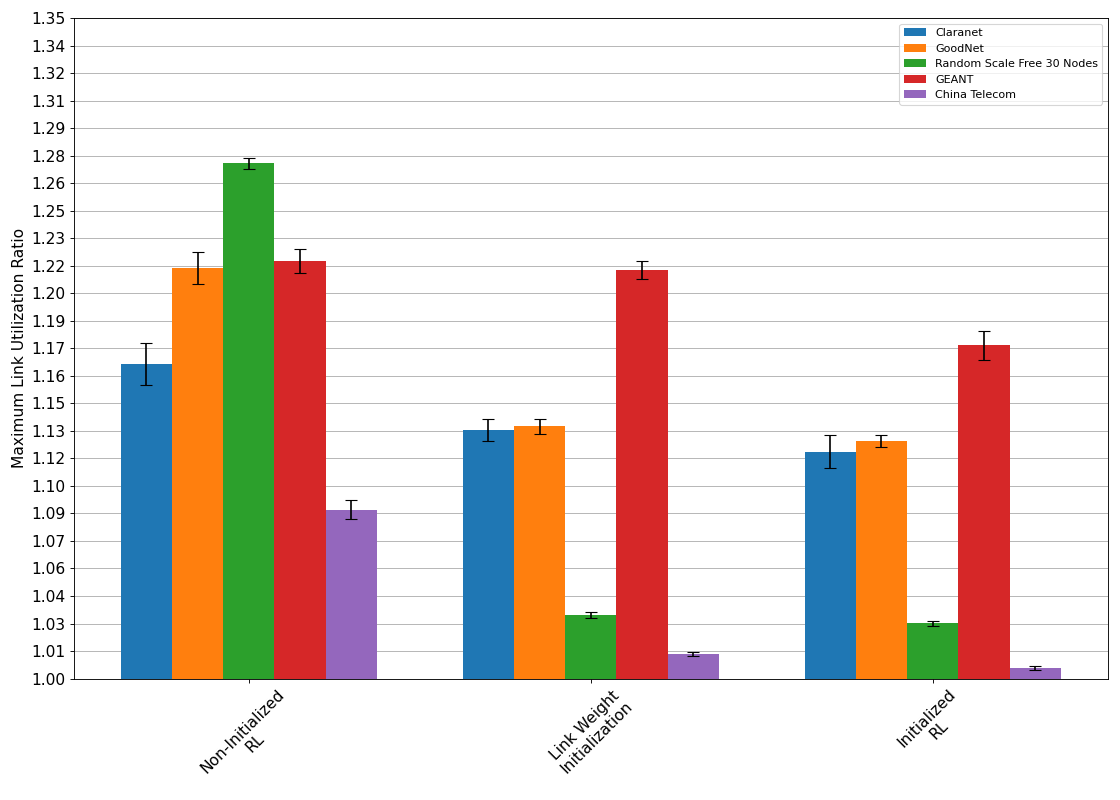 1.35
1.34
1.32
1.31
1.29
1.28
1.26
1.25
1.23
1.22
1.20
1.19
1.17
1.16
1.15
1.13
1.12
1.10
1.09
1.07
1.06
1.04
1.03
1.01
1.00
Maximum Link Utilization Ratio
Claranet
GoodNet
Random Scale Free 30 Nodes
GEANT
China Telecom
Non-Initialized
RL
Link Weight
Initialization
Initialized
RL